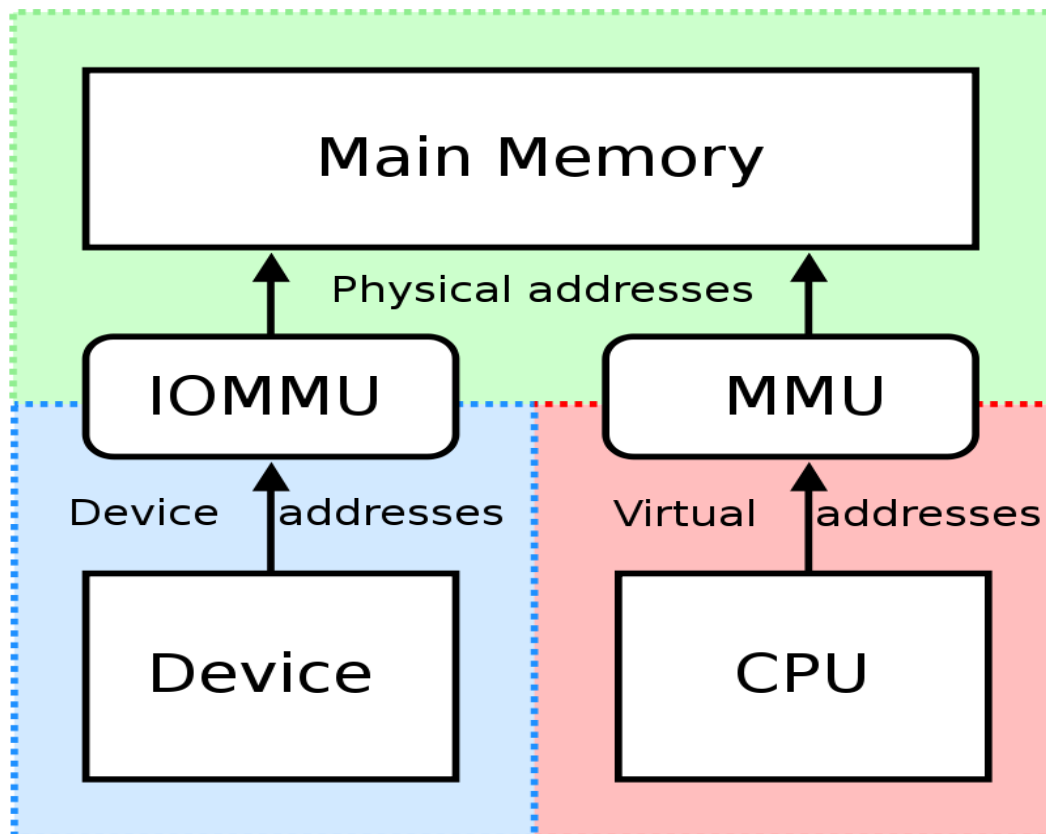 Main Memory
Physical addresses
IOMMU
MMU
Device addresses
Virtual addresses
Device
CPU